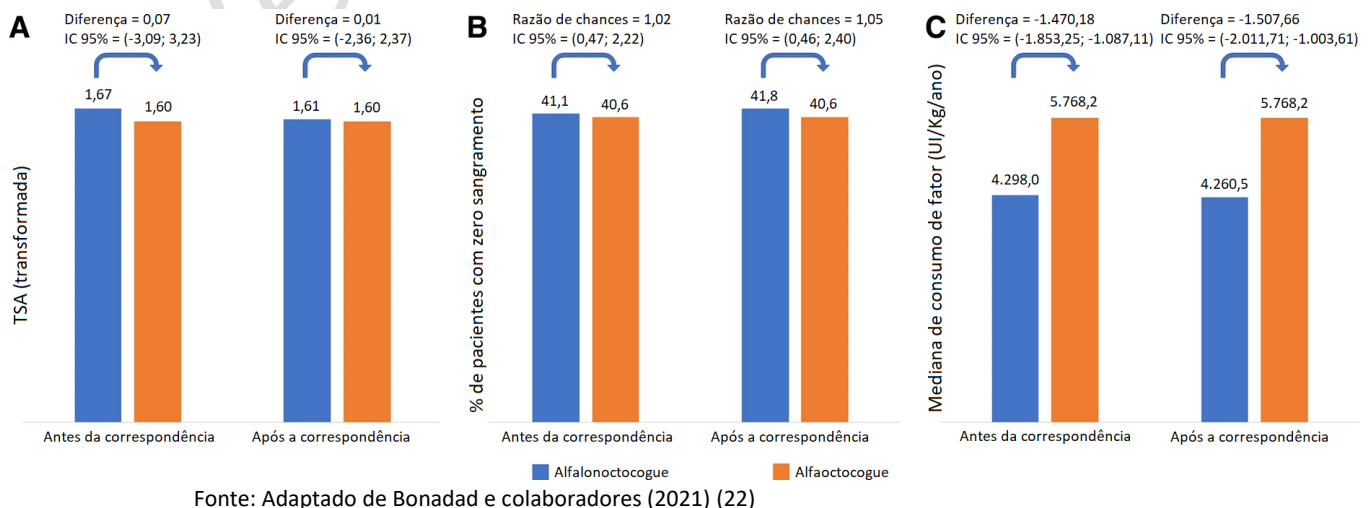 A
Diferença = 0,07
IC 95% = (-3,09; 3,23)
Diferença = 0,01
IC 95% = (-2,36; 2,37)
TSA (transformada)
1,67
1,60
1,61
1,60
Antes da correspondência
Após a correspondência
B
Razão de chances = 1,02
IC 95% = (0,47; 2,22)
Razão de chances = 1,05
IC 95% = (0,46; 2,40)
% de pacientes com zero sangramento
41,1
40,6
41,8
40,6
Antes da correspondência
Após a correspondência
C
Diferença = -1.470,18
IC 95% = (-1.853,25; -1.087,11)
Diferença = -1.507,66
IC 95% = (-2.011,71; -1.003,61)
Mediana de consumo de fator (UI/Kg/ano)
4.298,0
5.768,2
4.260,5
5.768,2
Antes da correspondência
Após a correspondência
Alfalonoctocogue
Alfaoctocogue
Fonte: Adaptado de Bonadad e colaboradores (2021) (22)